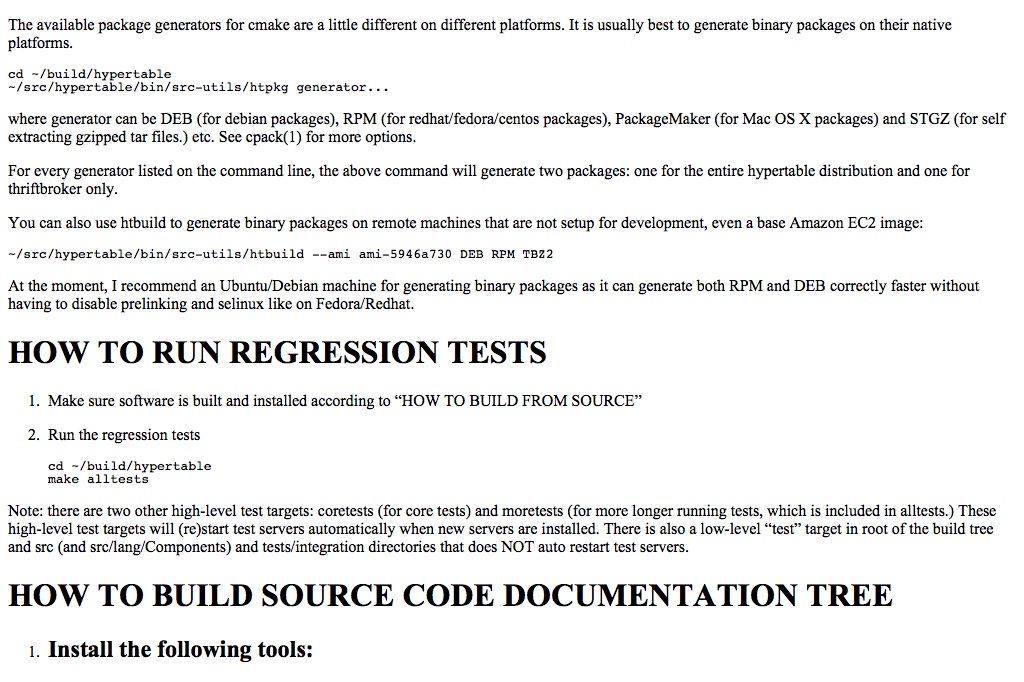 The available package generators for cmake are a little different on different platforms. It is usually best to generate binary packages on their native
platforms.
cd ~/build/hypertable
~/src/hypertable/bin/src-utils/htpkg generator...
where generator can be DEB (for debian packages), RPM (for redhat/fedora/centos packages), PackageMaker (for Mac OS X packages) and STGZ (for self
extracting gzipped tar files.) etc. See cpack(1) for more options.
For every generator listed on the command line, the above command will generate two packages: one for the entire hypertable distribution and one for
thriftbroker only.
You can also use htbuild to generate binary packages on remote machines that are not setup for development, even a base Amazon EC2 image:
~/src/hypertable/bin/src-utils/htbuild --ami ami-5946a730 DEB RPM TBZ2
At the moment, I recommend an Ubuntu/Debian machine for generating binary packages as it can generate both RPM and DEB correctly faster without
having to disable prelinking and selinux like on Fedora/Redhat.
HOW TO RUN REGRESSION TESTS
1. Make sure software is built and installed according to “HOW TO BUILD FROM SOURCE”
2. Run the regression tests
cd ~/build/hypertable
make alltests
Note: there are two other high-level test targets: coretests (for core tests) and moretests (for more longer running tests, which is included in alltests.) These
high-level test targets will (re)start test servers automatically when new servers are installed. There is also a low-level “test” target in root of the build tree
and src (and src/lang/Components) and tests/integration directories that does NOT auto restart test servers.
HOW TO BUILD SOURCE CODE DOCUMENTATION TREE
1. Install the following tools: